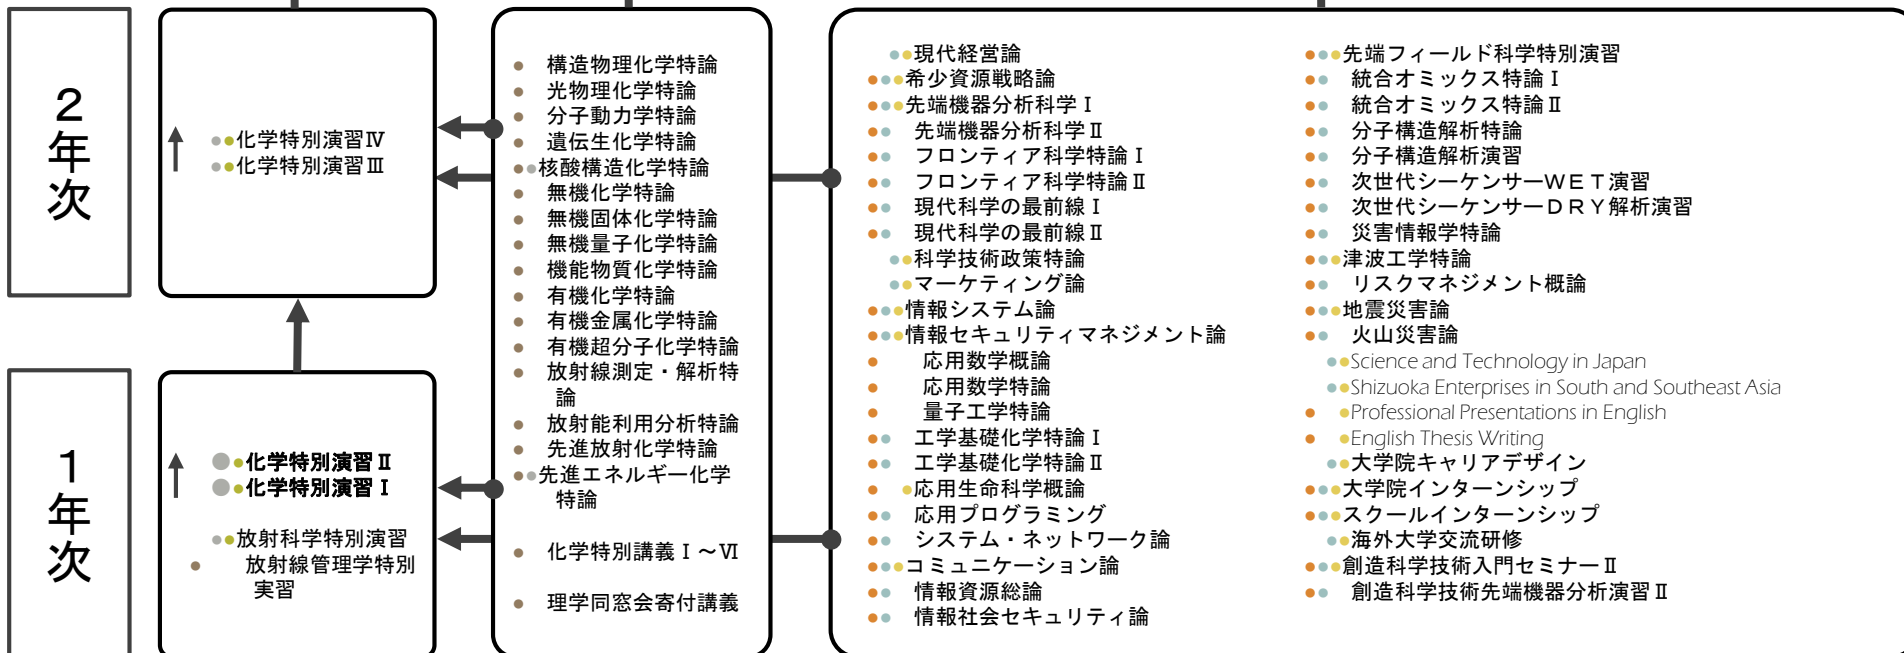 2年次
化学特別演習Ⅳ
化学特別演習Ⅲ
1年次
化学特別演習Ⅱ
化学特別演習Ⅰ
放射科学特別演習
放射線管理学特別
実習
構造物理化学特論
光物理化学特論
分子動力学特論
遺伝生化学特論
核酸構造化学特論
無機化学特論
無機固体化学特論
無機量子化学特論
機能物質化学特論
有機化学特論
有機金属化学特論
有機超分子化学特論
放射線測定・解析特
論
放射能利用分析特論
先進放射化学特論
先進エネルギー化学
特論
化学特別講義Ⅰ～Ⅵ
理学同窓会寄付講義
現代経営論
希少資源戦略論
先端機器分析科学Ⅰ
先端機器分析科学Ⅱ
フロンティア科学特論Ⅰ
フロンティア科学特論Ⅱ
現代科学の最前線Ⅰ
現代科学の最前線Ⅱ
科学技術政策特論
マーケティング論
情報システム論
情報セキュリティマネジメント論
応用数学概論
応用数学特論
量子工学特論
工学基礎化学特論Ⅰ
工学基礎化学特論Ⅱ
応用生命科学概論
応用プログラミング
システム・ネットワーク論
コミュニケーション論
情報資源総論
情報社会セキュリティ論
先端フィールド科学特別演習
統合オミックス特論Ⅰ
統合オミックス特論Ⅱ
分子構造解析特論
分子構造解析演習
次世代シーケンサーＷＥＴ演習
次世代シーケンサーＤＲＹ解析演習
災害情報学特論
津波工学特論
リスクマネジメント概論
地震災害論
火山災害論
Science and Technology in Japan
Shizuoka Enterprises in South and Southeast Asia
Professional Presentations in English
English Thesis Writing
大学院キャリアデザイン
大学院インターンシップ
スクールインターンシップ
海外大学交流研修
創造科学技術入門セミナーⅡ
創造科学技術先端機器分析演習Ⅱ